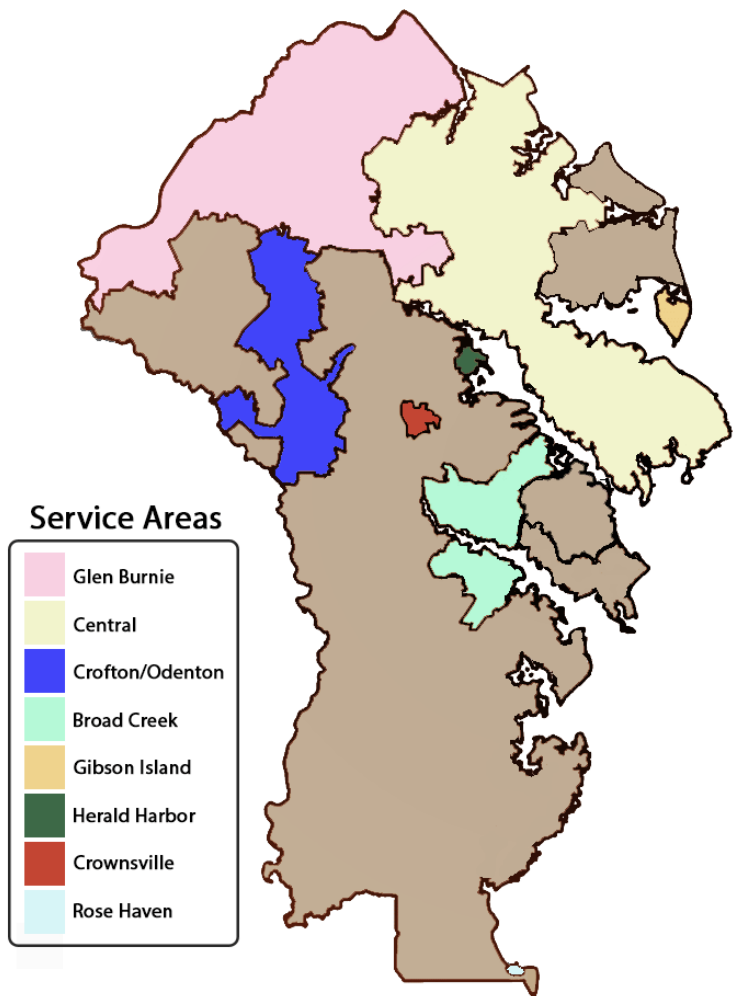 Service Areas
Glen Burnie
Central
Crofton/Odenton
Broad Creek
Gibson Island
Herald Harbor
Crownsville
Rose Haven